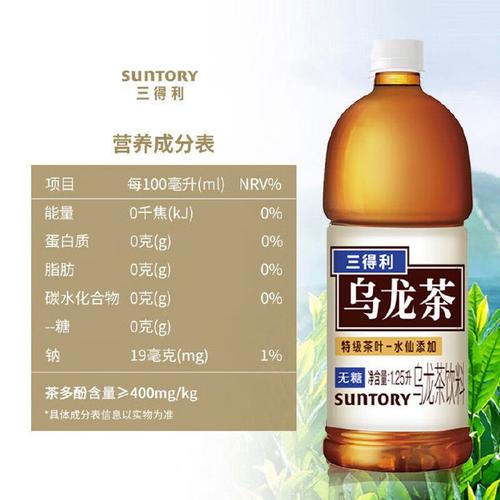 SUNTORY
三得利
营养成分表
项目 每100毫升(ml) NRV%
能量 0千焦(kJ) 0%
蛋白质 0克(g) 0%
脂肪 0克(g) 0%
碳水化合物 0克(g) 0%
--糖 0克(g)
钠 19毫克(mg) 1%
茶多酚含量≥400mg/kg
*具体成分表信息以实物为准
三得利
乌龙茶
特级茶叶-水仙添加
无糖 净含量:1.25升
SUNTORY 乌龙茶饮料